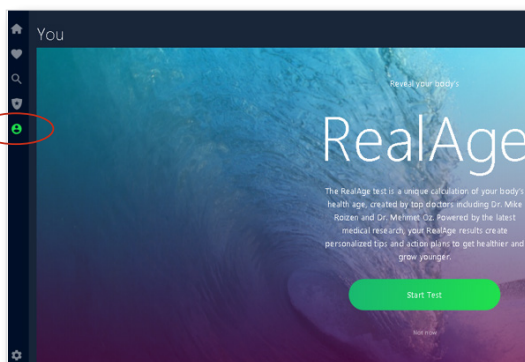 You
Reveal your body's
RealAge
The RealAge test is a unique calculation of your body's
health age, created by top doctors including Dr. Mike
Roizen and Dr. Mehmet Oz. Powered by the latest
medical research, your RealAge results create
personalized tips and action plans to get healthier and
grow younger.
Start Test
Not now